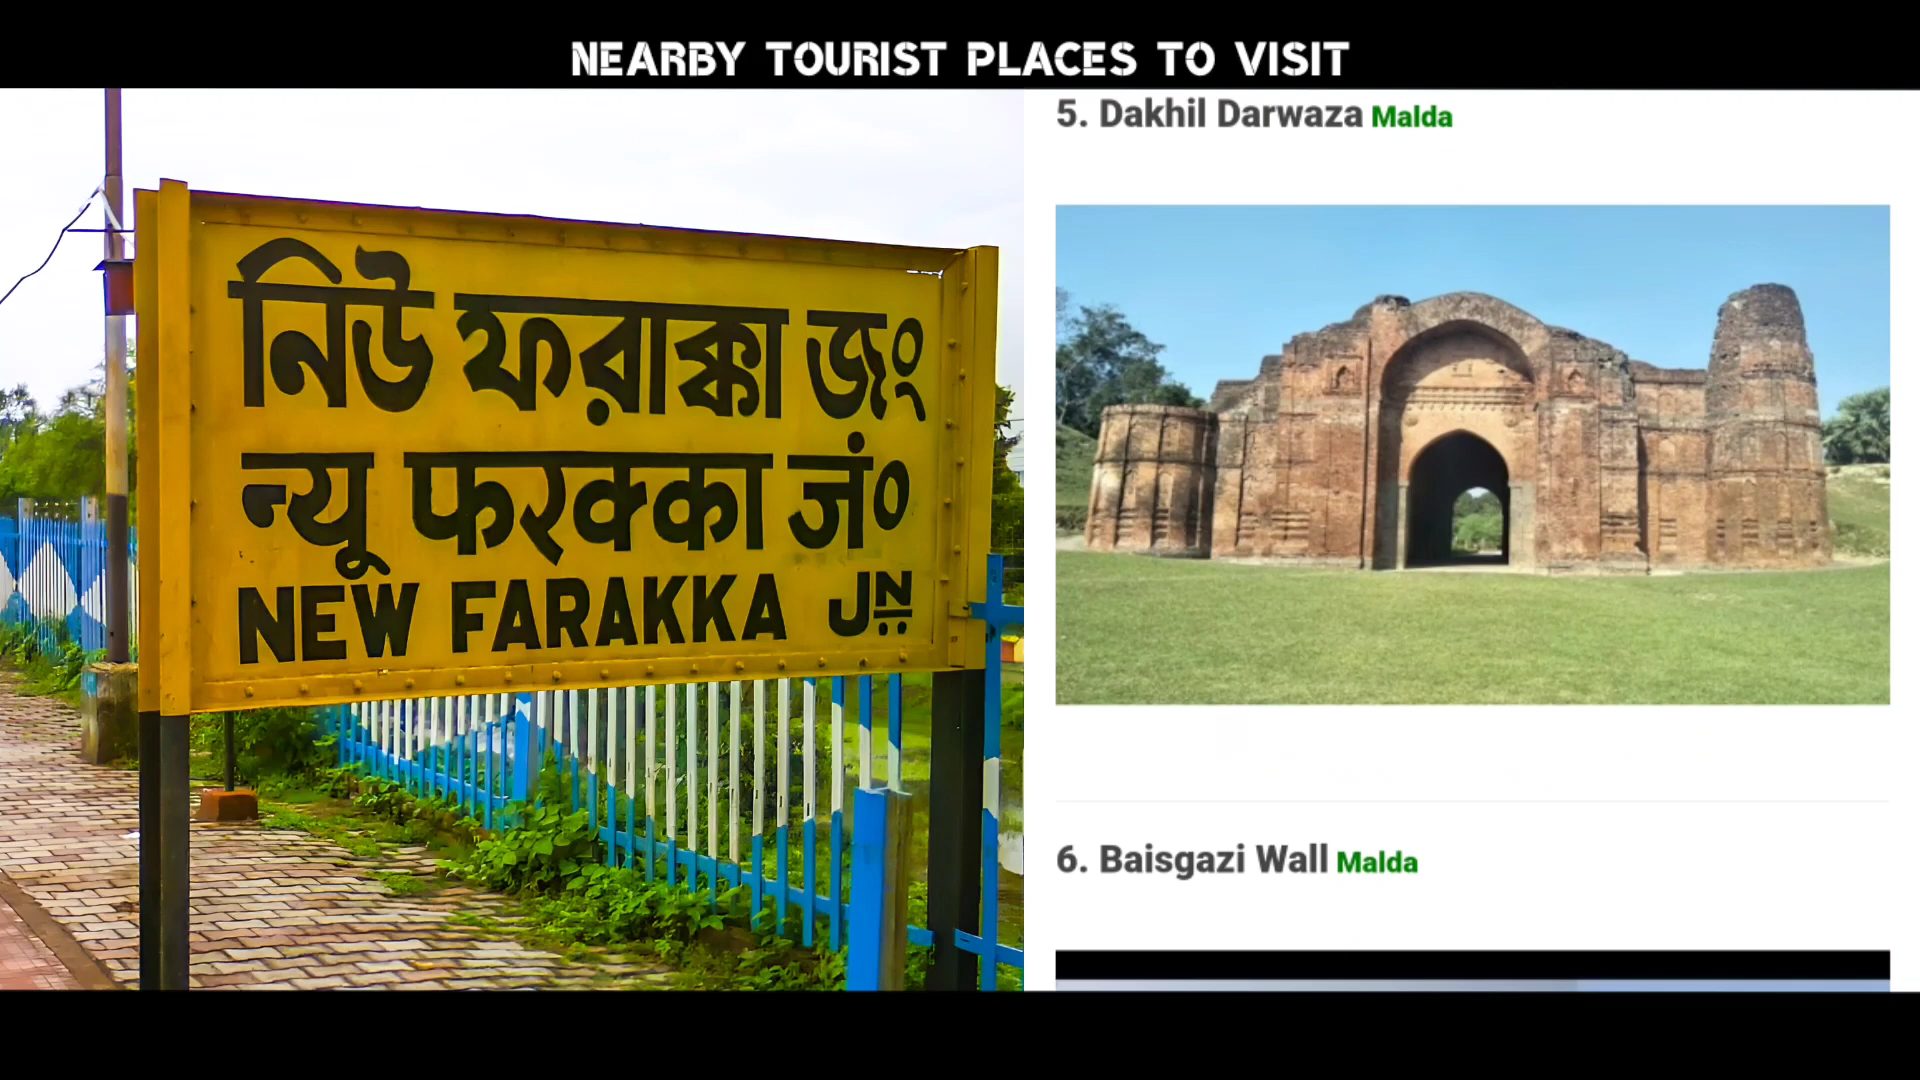 NEARBY TOURIST PLACES TO VISIT
নিউ ফরাক্কা জং
न्यू फरक्का जं०
NEW FARAKKA JN
5. Dakhil Darwaza Malda
6. Baisgazi Wall Malda